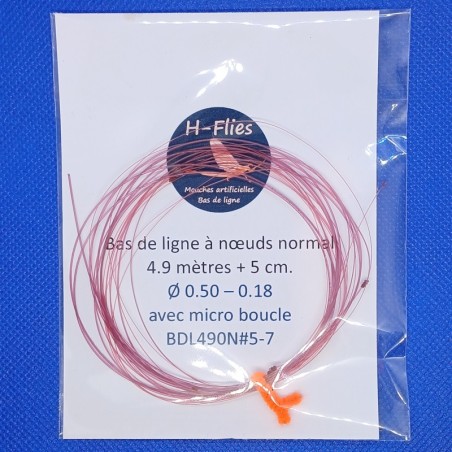 H-Flies
Mouches artificielles
Bas de ligne
Bas de ligne à nœuds normal
4.9 mètres + 5 cm.
Ø 0.50 – 0.18
avec micro boucle
BDL490N#5-7